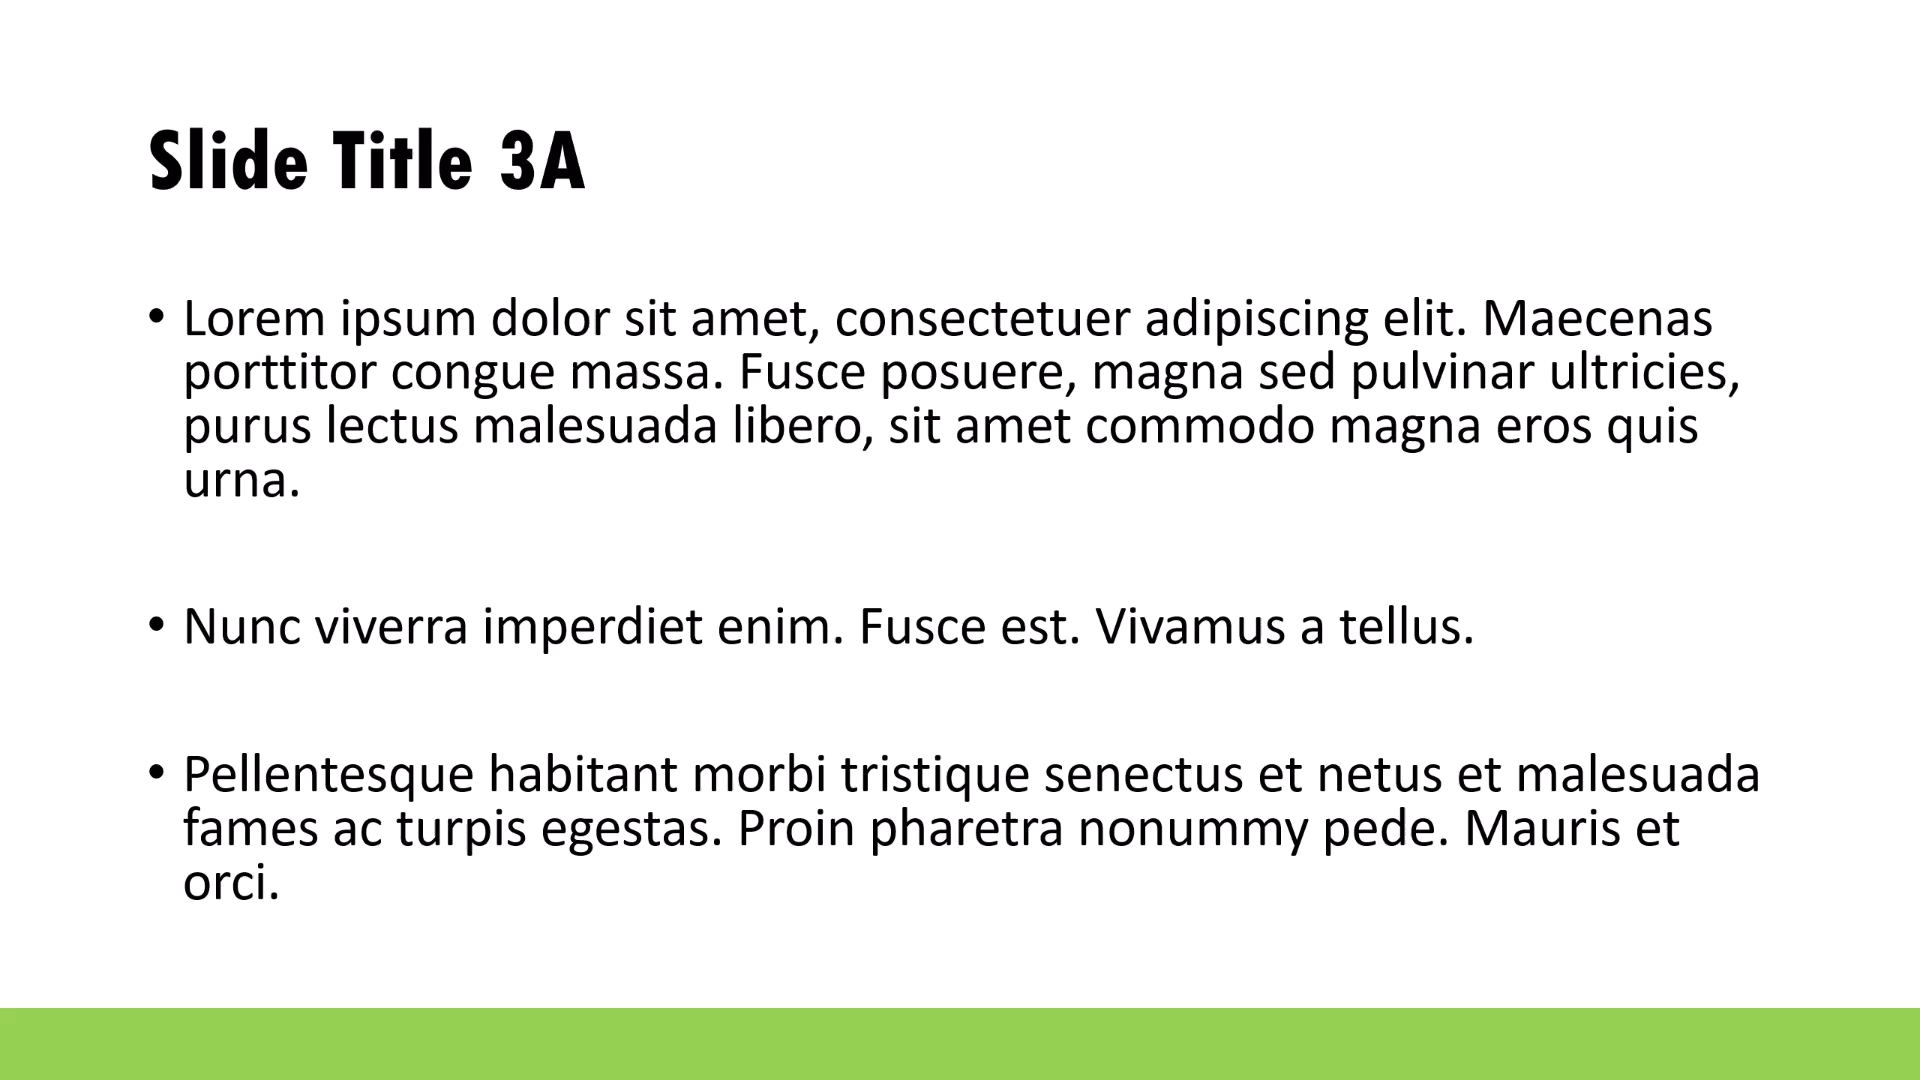 Slide Title 3A
• Lorem ipsum dolor sit amet, consectetuer adipiscing elit. Maecenas
porttitor congue massa. Fusce posuere, magna sed pulvinar ultricies,
purus lectus malesuada libero, sit amet commodo magna eros quis
urna.
• Nunc viverra imperdiet enim. Fusce est. Vivamus a tellus.
• Pellentesque habitant morbi tristique senectus et netus et malesuada
fames ac turpis egestas. Proin pharetra nonummy pede. Mauris et
orci.